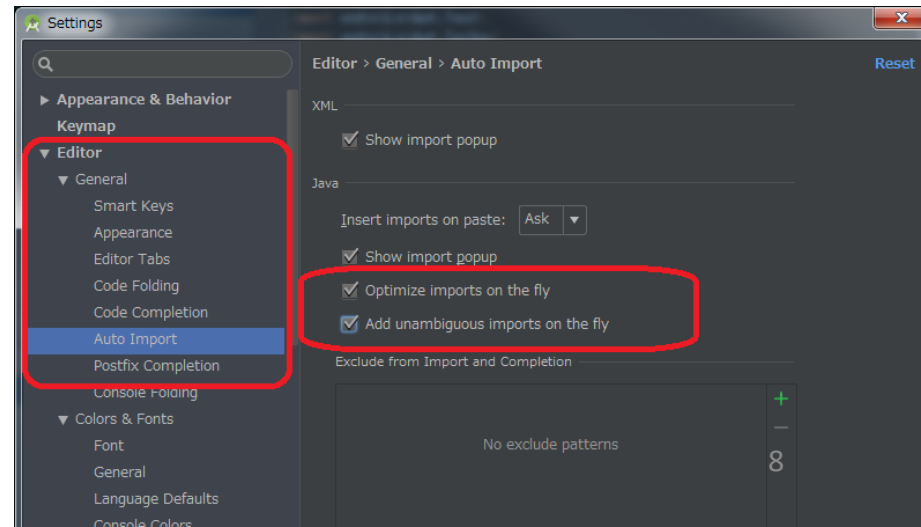 Settings
Editor > General > Auto Import
Reset
Appearance & Behavior
Keymap
Editor
General
Smart Keys
Appearance
Editor Tabs
Code Folding
Code Completion
Auto Import
Postfix Completion
Console Folding
Colors & Fonts
Font
General
Language Defaults
Console Colors
XML
Show import popup
Java
Insert imports on paste: Ask
Show import popup
Optimize imports on the fly
Add unambiguous imports on the fly
Exclude from Import and Completion
No exclude patterns
8